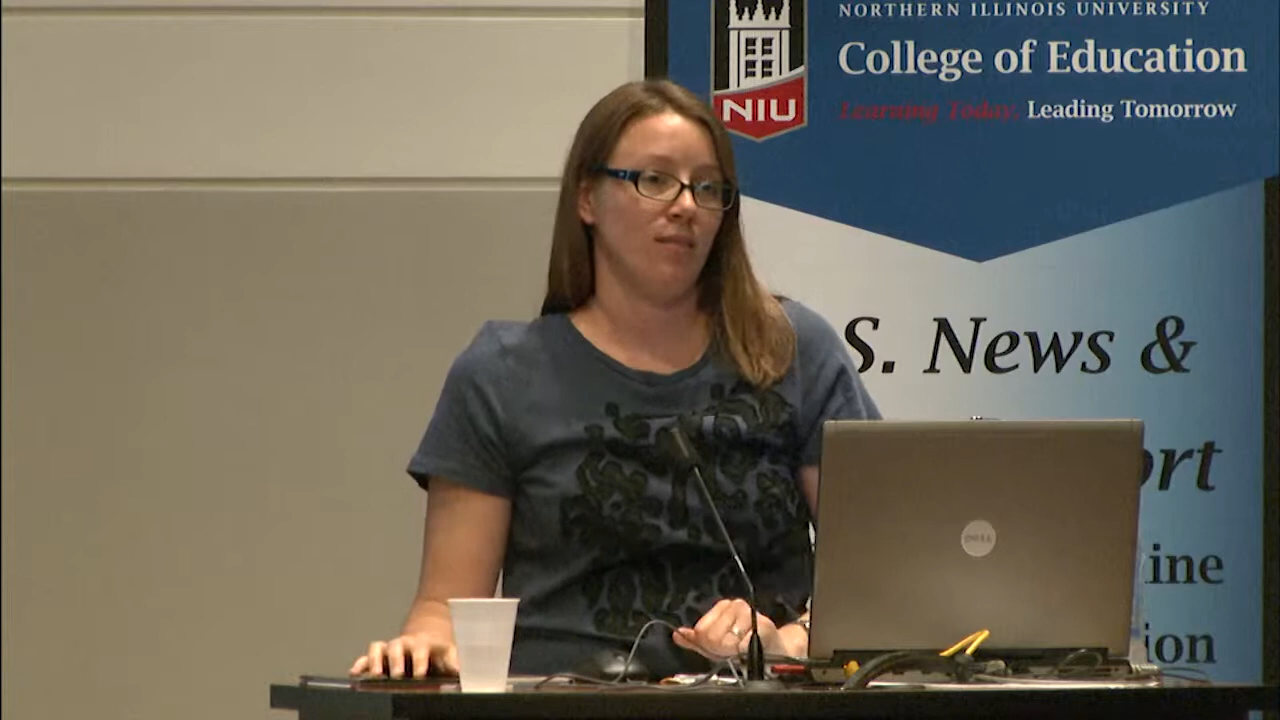 NORTHERN ILLINOIS UNIVERSITY
College of Education
Learning Today. Leading Tomorrow
NIU
S. News &
ort
ine
ion
DELL